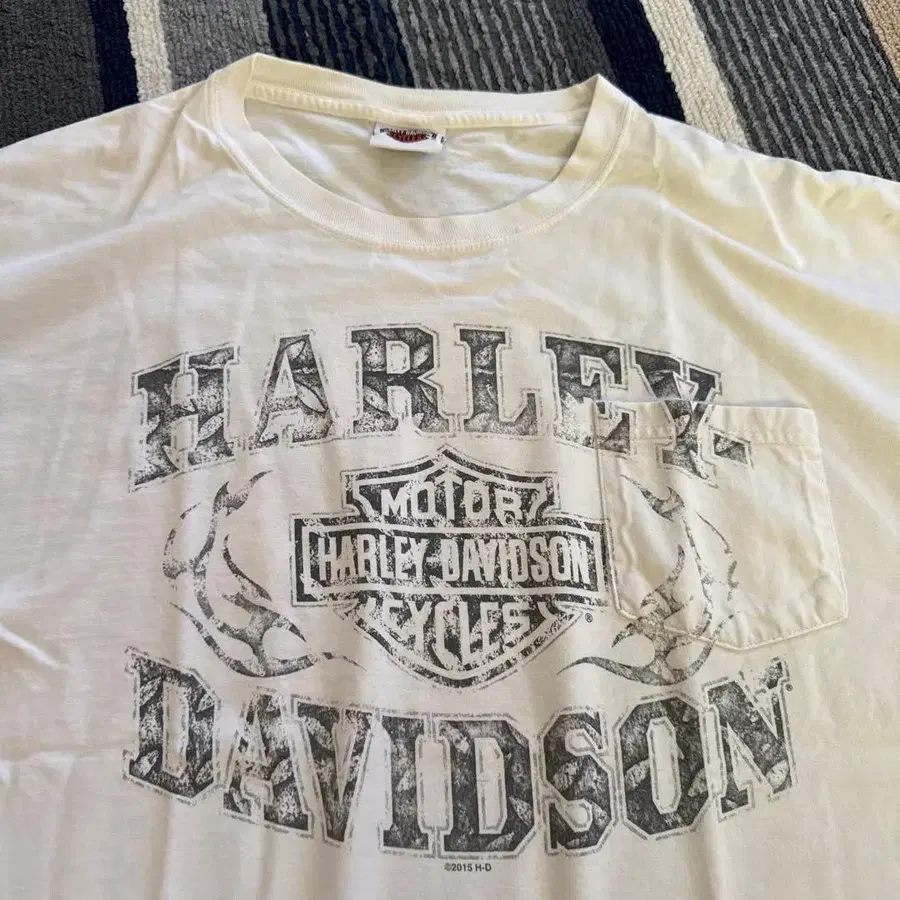 HARLEY-
MOTOR
HARLEY-DAVIDSON
CYCLES
®
DAVIDSON
®
©2015 H-D